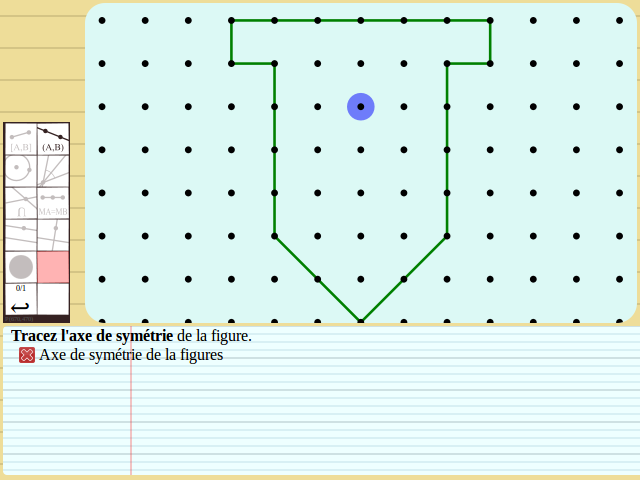 [A,B]
(A,B)
⋂
MA=MB
0/1
Tracez l'axe de symétrie de la figure.
Axe de symétrie de la figures